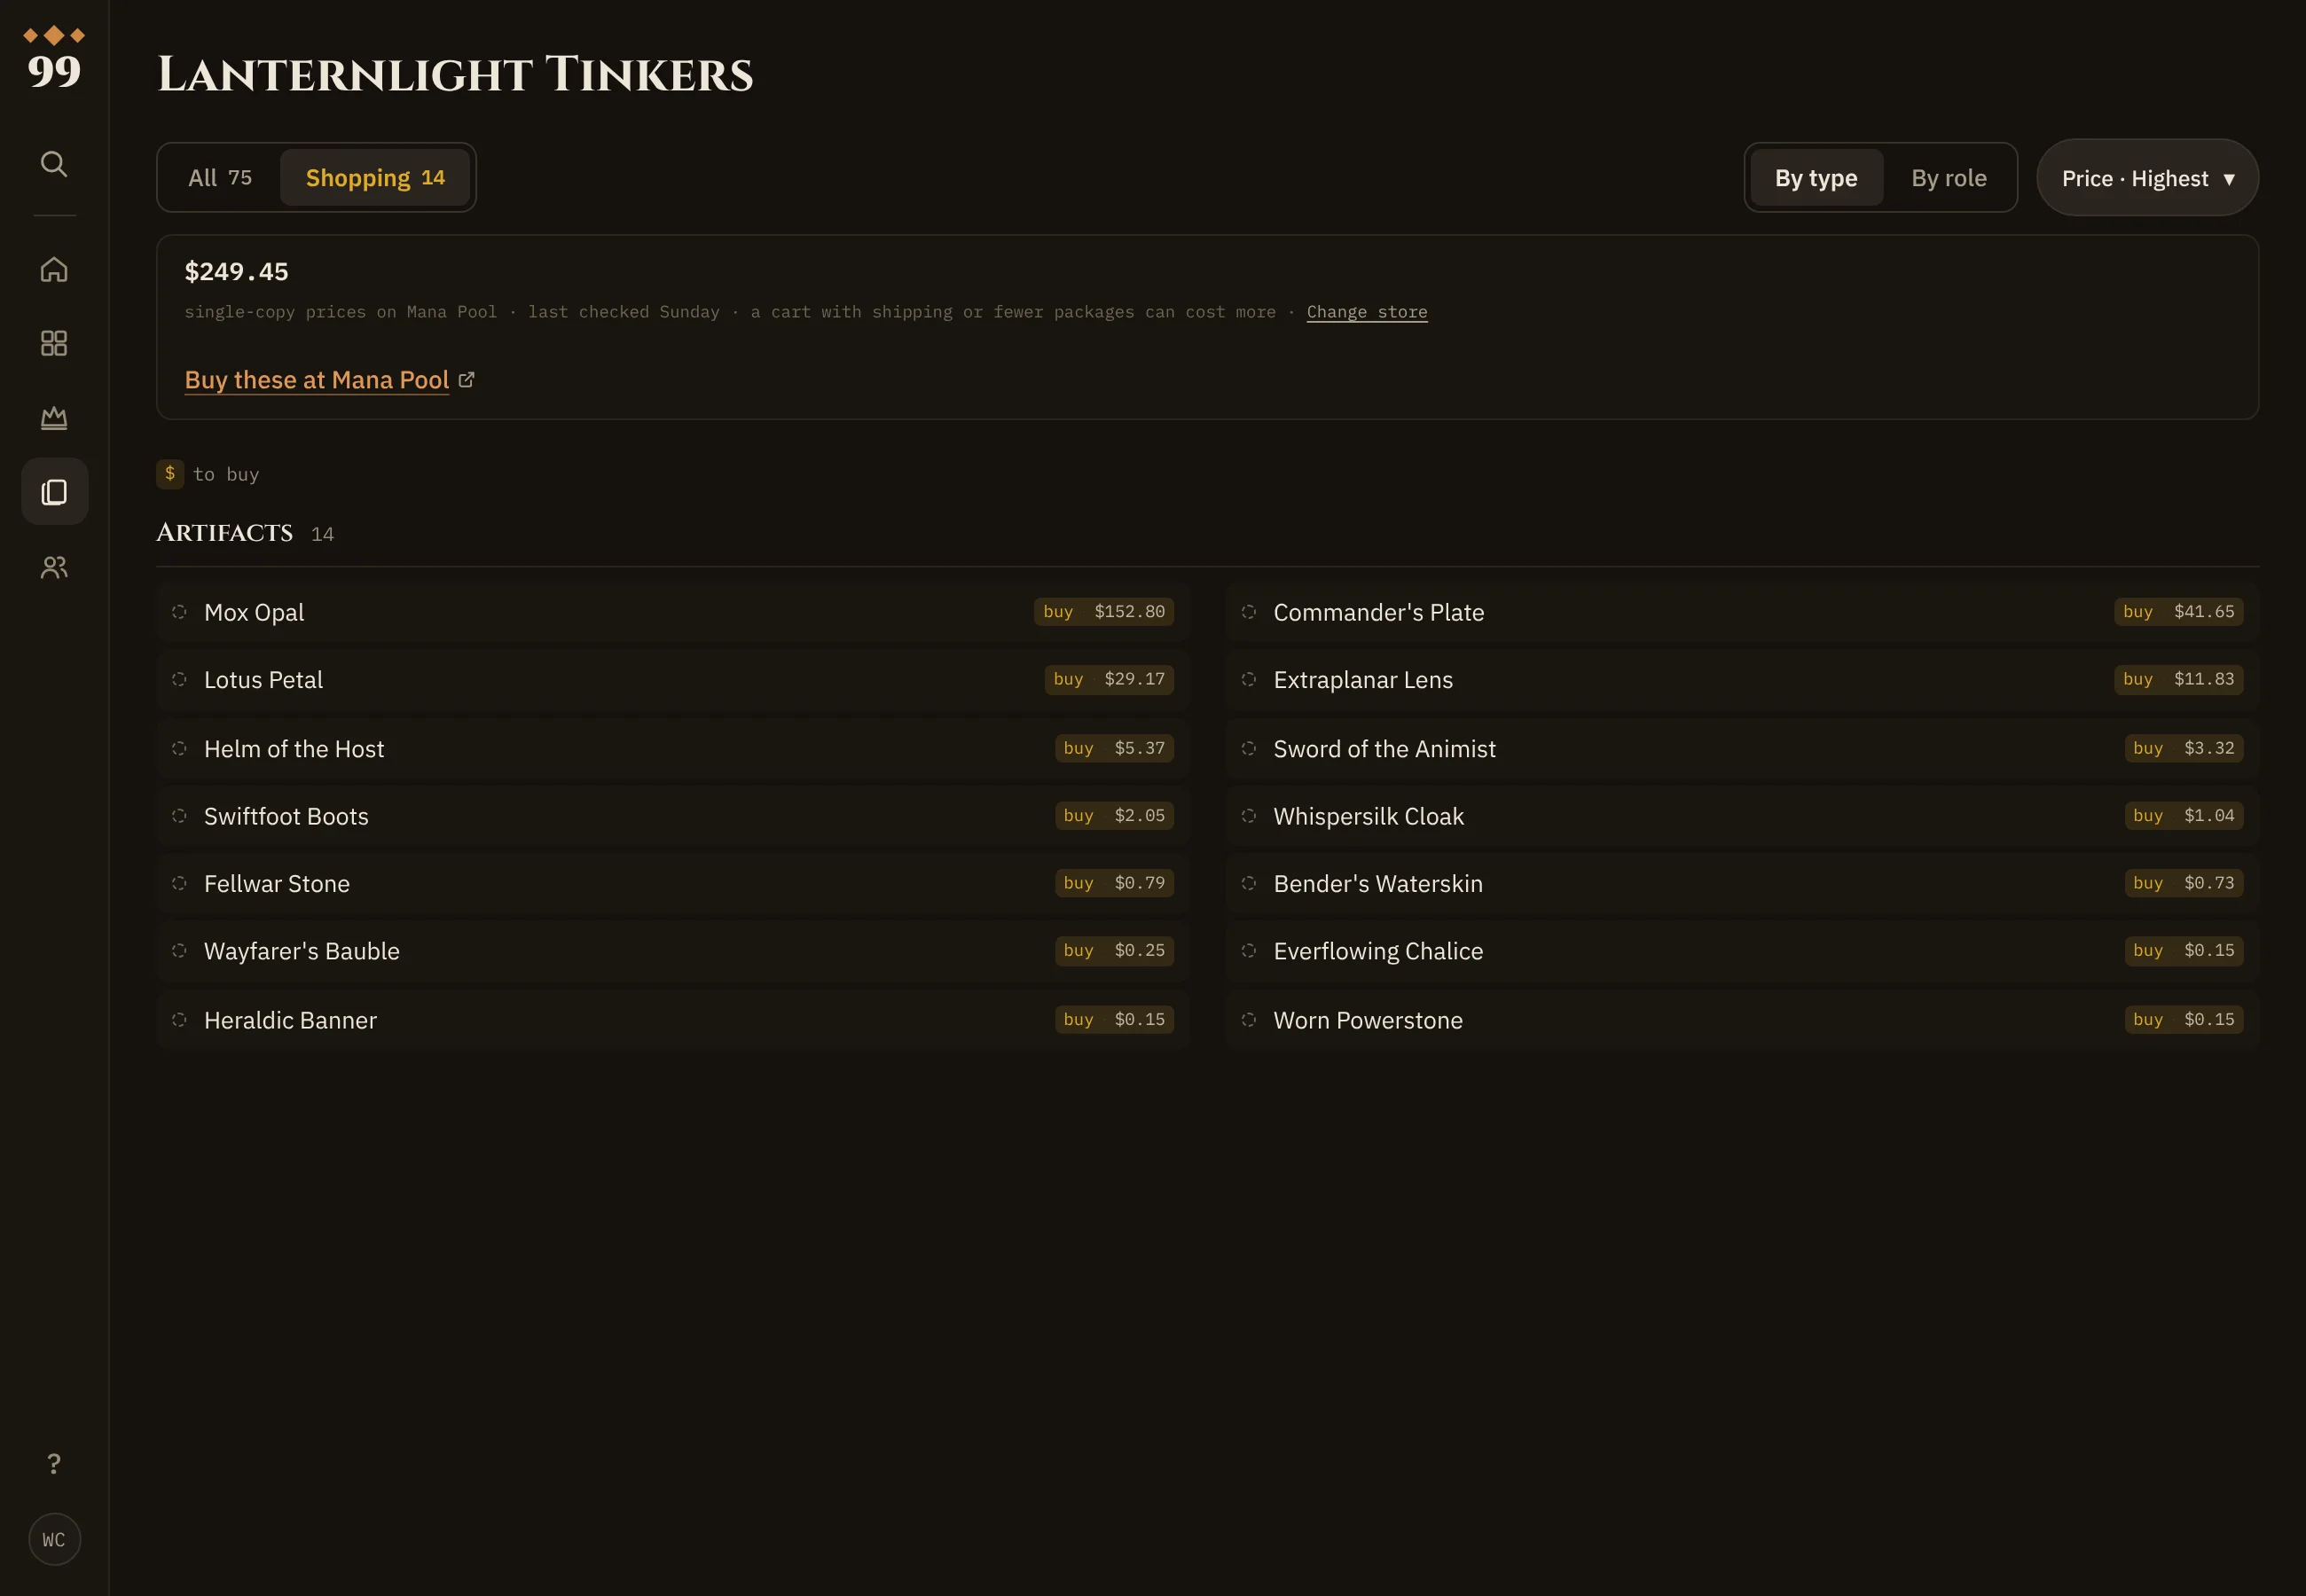 99
Lanternlight Tinkers
All 75 Shopping 14 By type By role Price · Highest ▾
$249.45
single-copy prices on Mana Pool · last checked Sunday · a cart with shipping or fewer packages can cost more · Change store
Buy these at Mana Pool
$ to buy
Artifacts 14
Mox Opal buy $152.80
Commander's Plate buy $41.65
Lotus Petal buy $29.17
Extraplanar Lens buy $11.83
Helm of the Host buy $5.37
Sword of the Animist buy $3.32
Swiftfoot Boots buy $2.05
Whispersilk Cloak buy $1.04
Fellwar Stone buy $0.79
Bender's Waterskin buy $0.73
Wayfarer's Bauble buy $0.25
Everflowing Chalice buy $0.15
Heraldic Banner buy $0.15
Worn Powerstone buy $0.15
?
WC